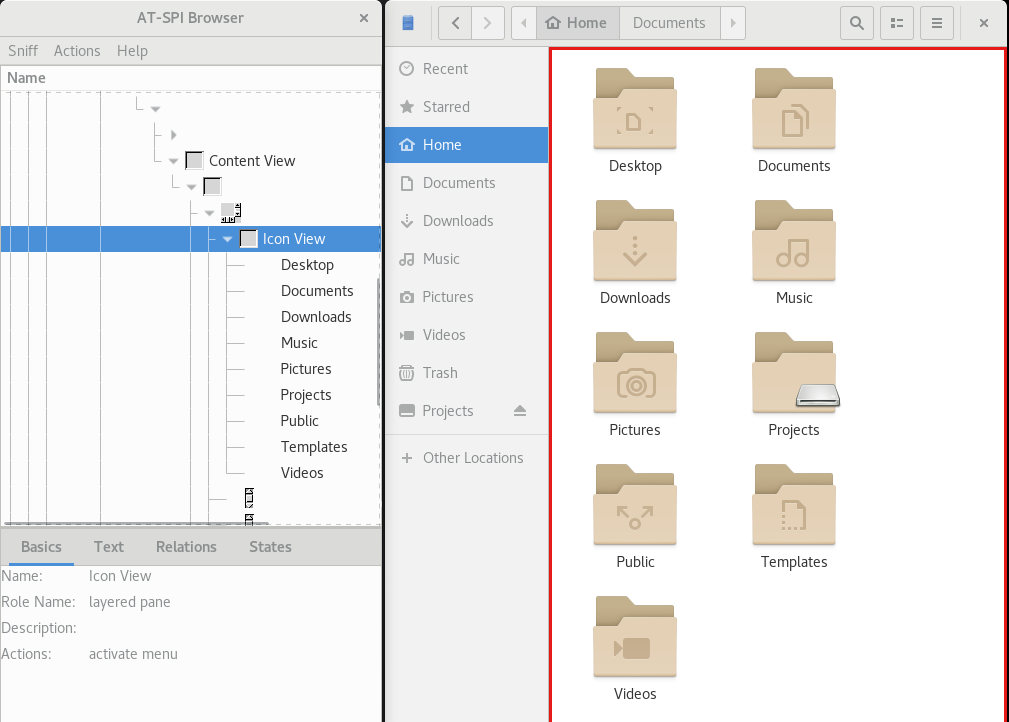 AT-SPI Browser
Sniff Actions Help
Name
Content View
Icon View
Desktop
Documents
Downloads
Music
Pictures
Projects
Public
Templates
Videos
Basics Text Relations States
Name: Icon View
Role Name: layered pane
Description:
Actions: activate menu
Home Documents
Recent
Starred
Home
Documents
Downloads
Music
Pictures
Videos
Trash
Projects
Other Locations
Desktop Documents
Downloads Music
Pictures Projects
Public Templates
Videos